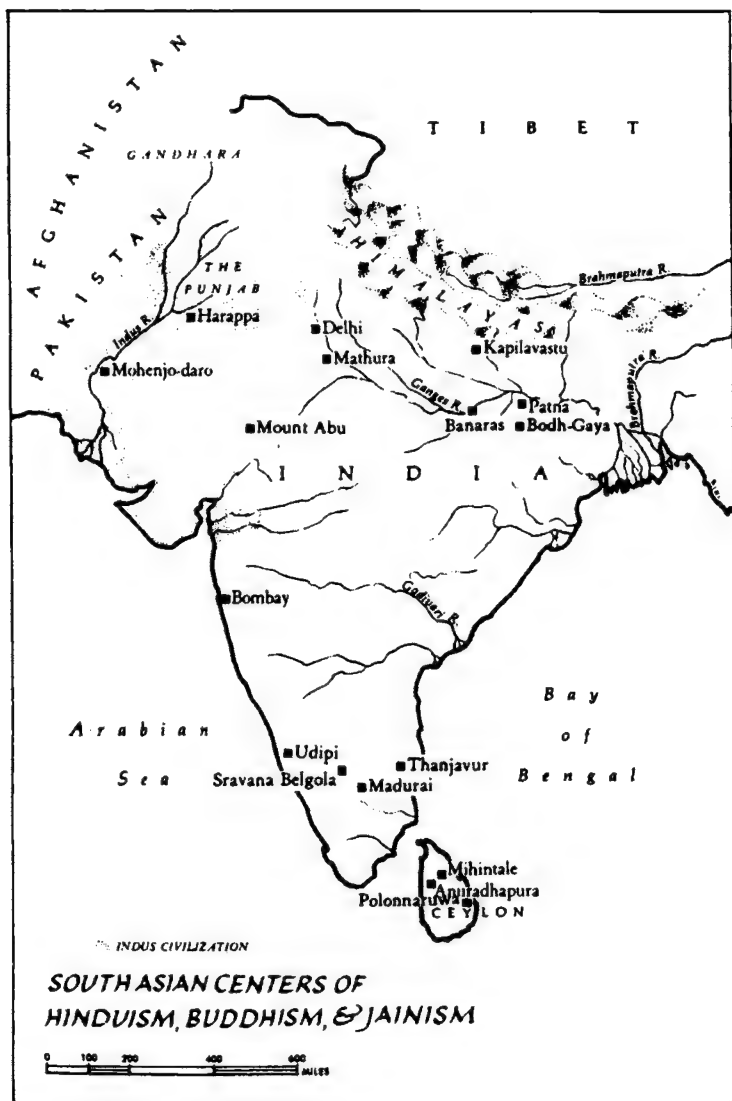 AFGHANISTAN
PAKISTAN
TIBET
GANDHARA
THE
PUNJAB
HIMALAYAS
Brahmaputra R.
Indus R.
Harappa
Delhi
Mathura
Kapilavastu
Mohenjo-daro
Ganges R.
Brahmaputra R.
Patna
Banaras
Bodh-Gaya
Mount Abu
INDIA
Bombay
Godivari R.
Arabian
Sea
Bay
of
Bengal
Udipi
Thanjavur
Sravana Belgola
Madurai
Mihintale
Anuradhapura
Polonnaruwa
CEYLON
INDUS CIVILIZATION
SOUTH ASIAN CENTERS OF
HINDUISM, BUDDHISM, & JAINISM
0 100 200 400 600
MILES